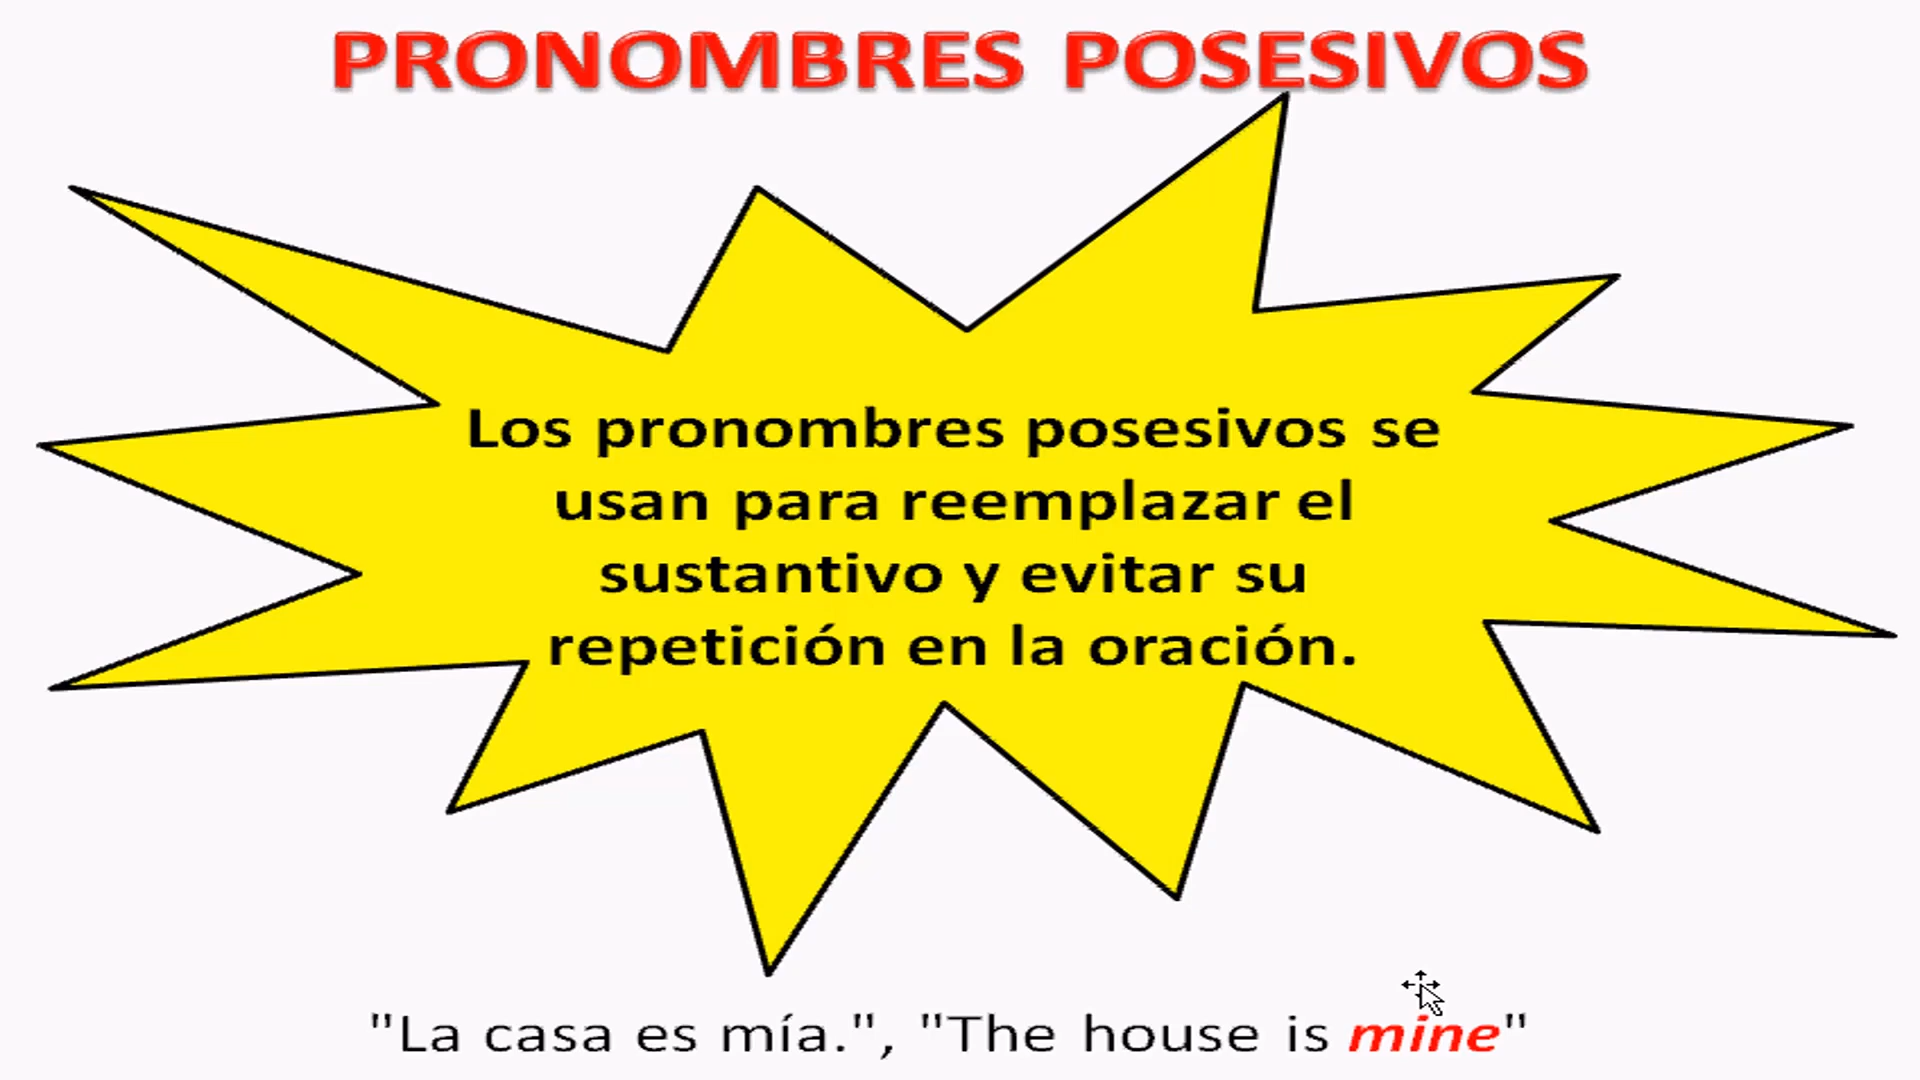 PRONOMBRES POSESIVOS
Los pronombres posesivos se
usan para reemplazar el
sustantivo y evitar su
repetición en la oración.
"La casa es mía.", "The house is mine"